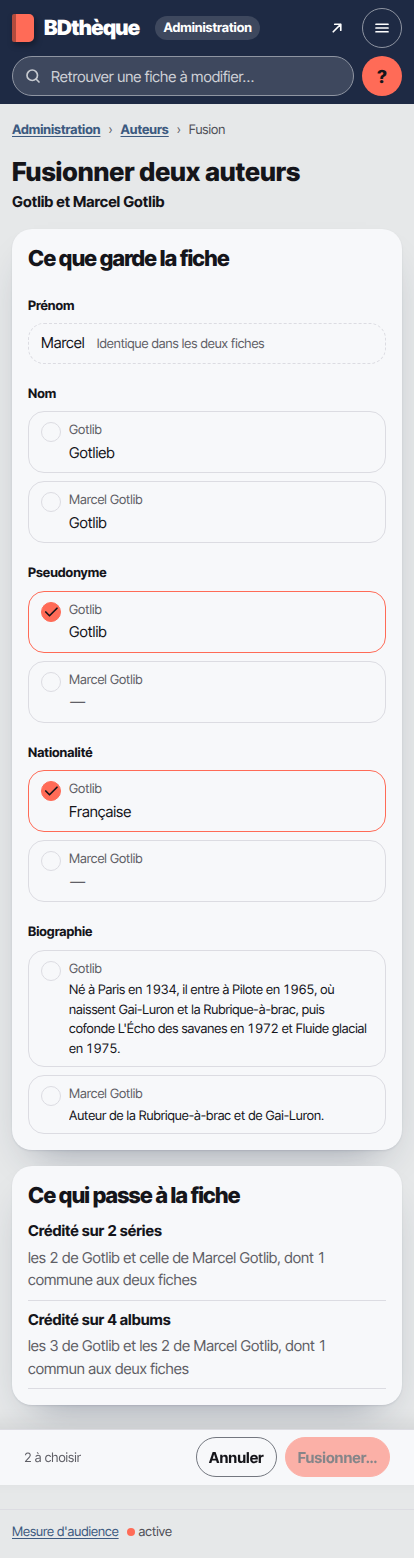 BDthèque Administration
Retrouver une fiche à modifier... ?
Administration › Auteurs › Fusion
Fusionner deux auteurs
Gotlib et Marcel Gotlib
Ce que garde la fiche
Prénom
Marcel Identique dans les deux fiches
Nom
Gotlib
Gotlieb
Marcel Gotlib
Gotlib
Pseudonyme
Gotlib
Gotlib
Marcel Gotlib
—
Nationalité
Gotlib
Française
Marcel Gotlib
—
Biographie
Gotlib
Né à Paris en 1934, il entre à Pilote en 1965, où
naissent Gai-Luron et la Rubrique-à-brac, puis
cofonde L'Écho des savanes en 1972 et Fluide glacial
en 1975.
Marcel Gotlib
Auteur de la Rubrique-à-brac et de Gai-Luron.
Ce qui passe à la fiche
Crédité sur 2 séries
les 2 de Gotlib et celle de Marcel Gotlib, dont 1
commune aux deux fiches
Crédité sur 4 albums
les 3 de Gotlib et les 2 de Marcel Gotlib, dont 1
commun aux deux fiches
2 à choisir Annuler Fusionner...
Mesure d'audience active